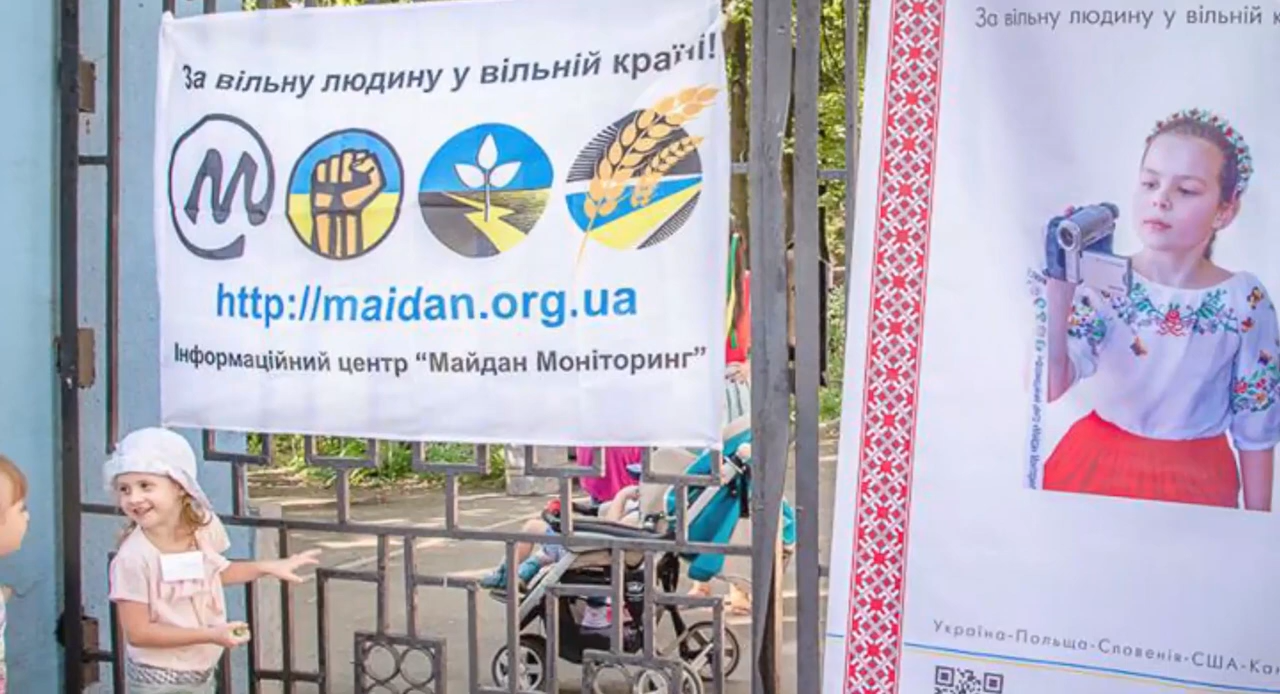 За вільну людину у вільній країні!
http://maidan.org.ua
Інформаційний центр “Майдан Моніторинг”
За вільну людину у вільній
Україна-Польща-Словенія-США-